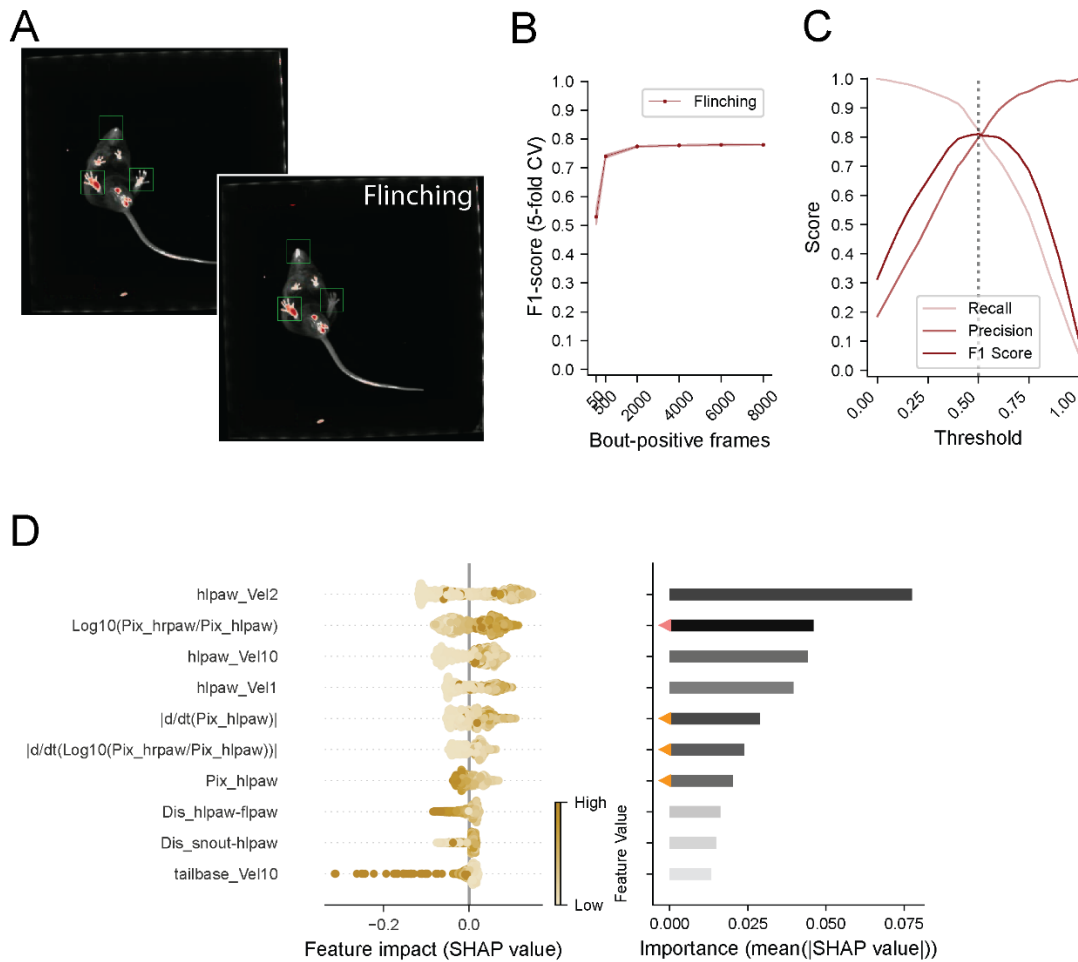 A
Flinching
B
F1-score (5-fold CV)
1.0
0.9
0.8
0.7
0.6
0.5
0.4
0.3
0.2
0.1
0.0
Flinching
50
500
2000
4000
6000
8000
Bout-positive frames
C
Score
1.0
0.9
0.8
0.7
0.6
0.5
0.4
0.3
0.2
0.1
0.0
Recall
Precision
F1 Score
0.00
0.25
0.50
0.75
1.00
Threshold
D
hlpaw_Vel2
Log10(Pix_hrpaw/Pix_hlpaw)
hlpaw_Vel10
hlpaw_Vel1
|d/dt(Pix_hlpaw)|
|d/dt(Log10(Pix_hrpaw/Pix_hlpaw))|
Pix_hlpaw
Dis_hlpaw-flpaw
Dis_snout-hlpaw
tailbase_Vel10
−0.2
0.0
Feature impact (SHAP value)
High
Low
Feature Value
0.000
0.025
0.050
0.075
Importance (mean(|SHAP value|))